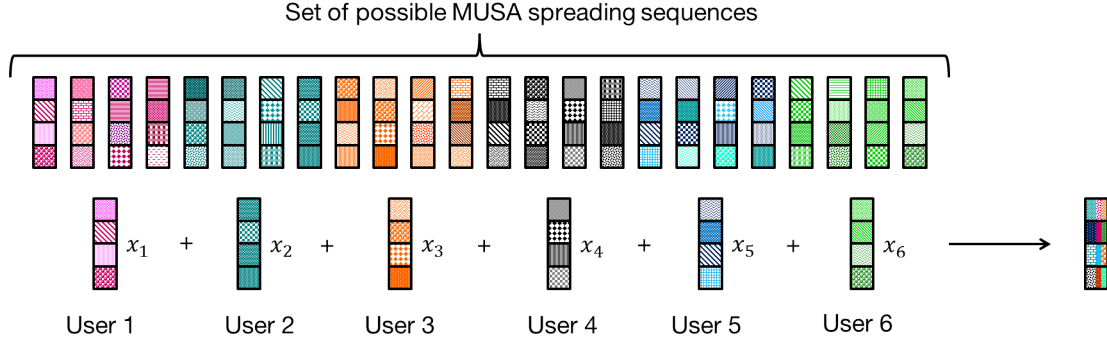 Set of possible MUSA spreading sequences
x₁ + x₂ + x₃ + x₄ + x₅ + x₆
User 1 User 2 User 3 User 4 User 5 User 6